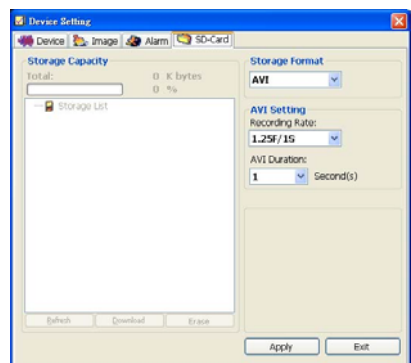 Device Setting
Device Image Alarm SD-Card
Storage Capacity
Total: 0 K bytes
0 %
Storage List
Refresh Download Erase
Storage Format
AVI
AVI Setting
Recording Rate:
1.25F/1S
AVI Duration:
1 Second(s)
Apply Exit